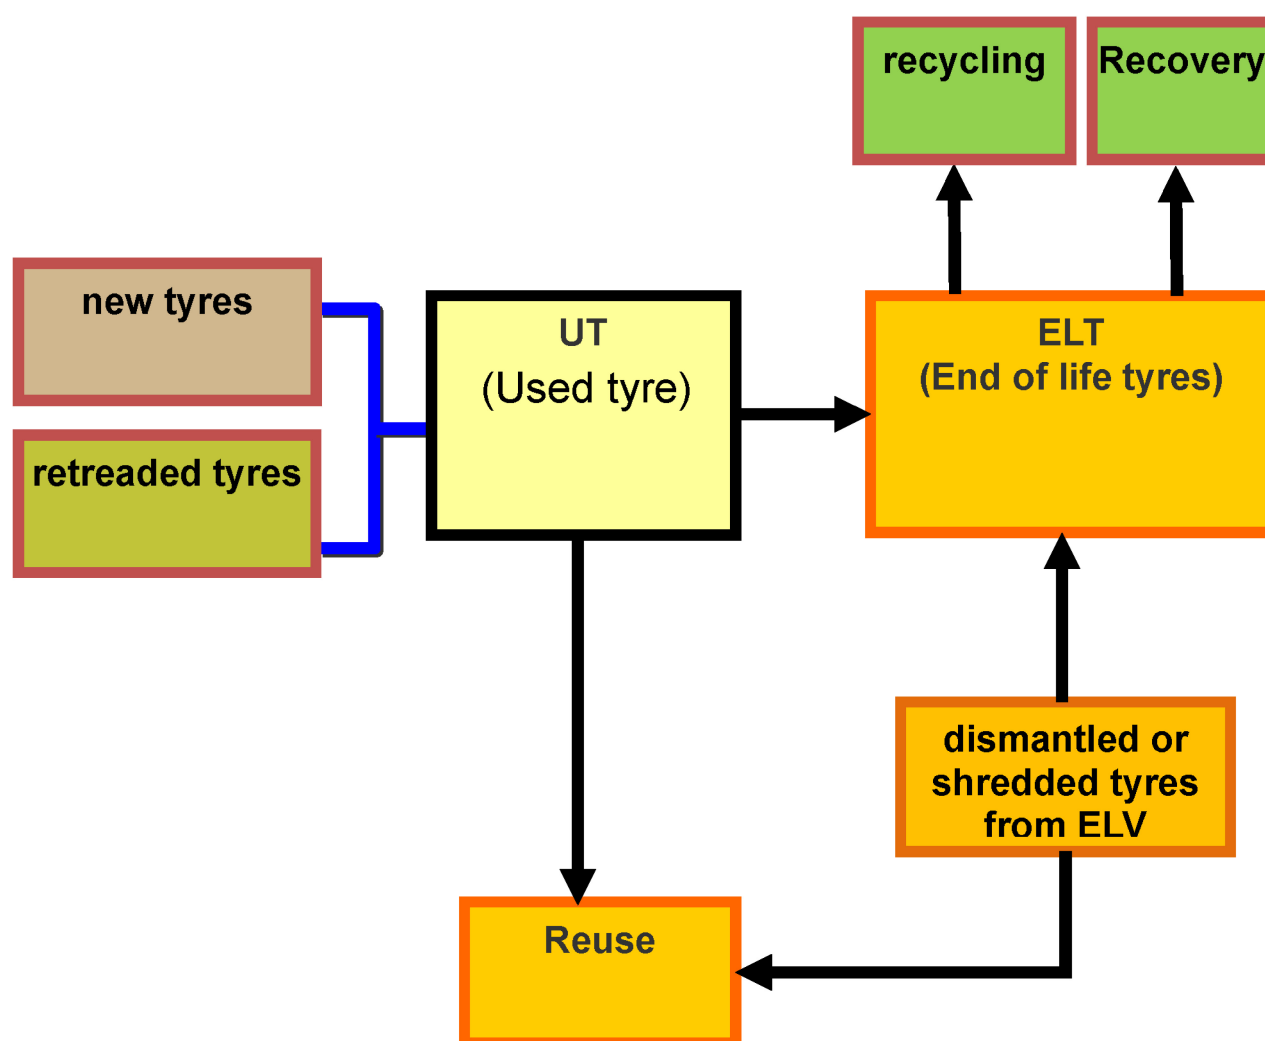 recycling
Recovery
new tyres
retreaded tyres
UT
(Used tyre)
ELT
(End of life tyres)
dismantled or
shredded tyres
from ELV
Reuse